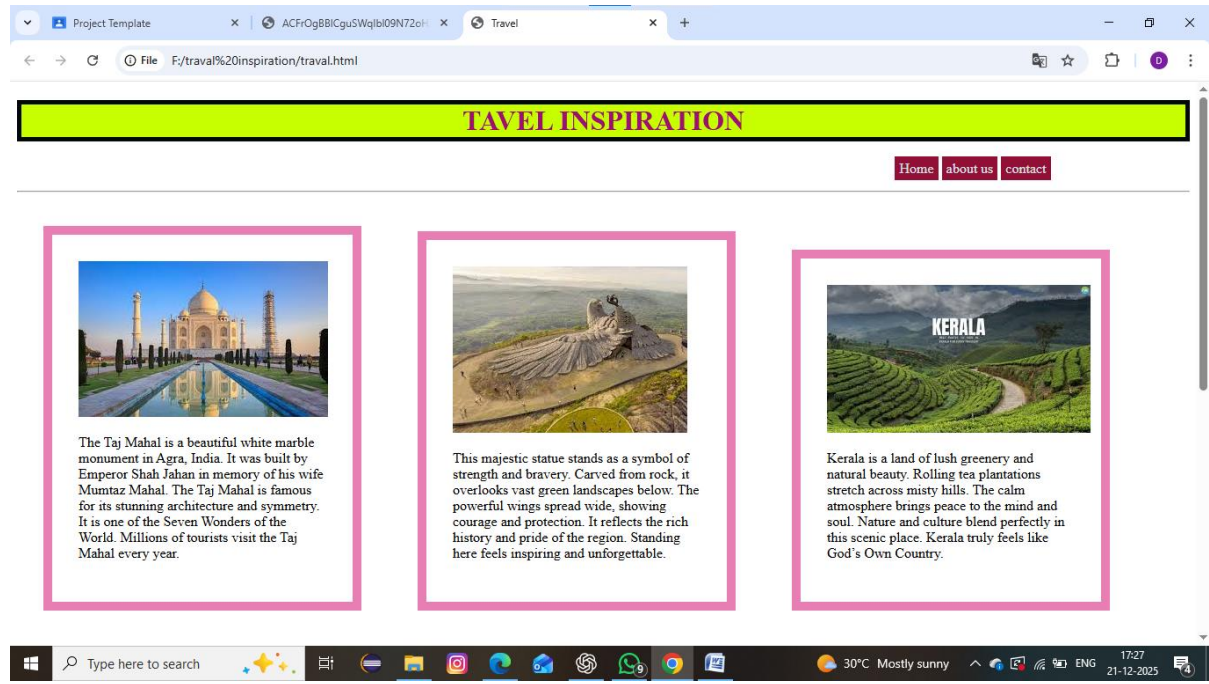 Project Template
ACFrOgBBlCguSWqlbl09N72oH
Travel
File F:/traval%20inspiration/traval.html
D
TAVEL INSPIRATION
Home about us contact
The Taj Mahal is a beautiful white marble
monument in Agra, India. It was built by
Emperor Shah Jahan in memory of his wife
Mumtaz Mahal. The Taj Mahal is famous
for its stunning architecture and symmetry.
It is one of the Seven Wonders of the
World. Millions of tourists visit the Taj
Mahal every year.
This majestic statue stands as a symbol of
strength and bravery. Carved from rock, it
overlooks vast green landscapes below. The
powerful wings spread wide, showing
courage and protection. It reflects the rich
history and pride of the region. Standing
here feels inspiring and unforgettable.
KERALA
Kerala is a land of lush greenery and
natural beauty. Rolling tea plantations
stretch across misty hills. The calm
atmosphere brings peace to the mind and
soul. Nature and culture blend perfectly in
this scenic place. Kerala truly feels like
God’s Own Country.
Type here to search
9
30°C Mostly sunny
ENG
17:27
21-12-2025
4